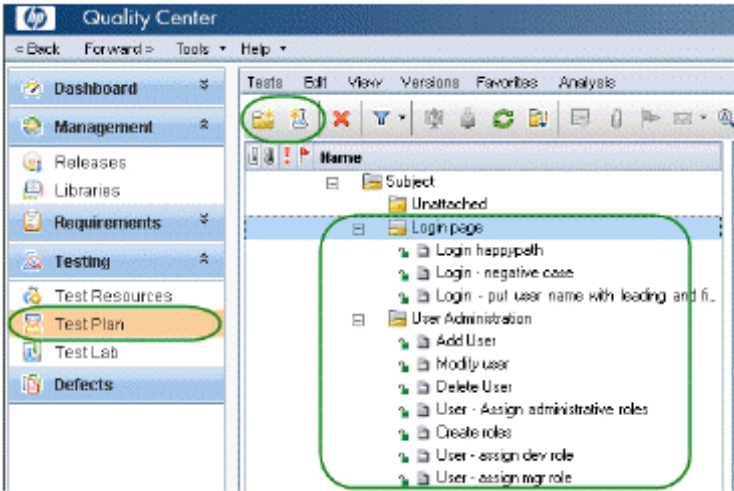 hp Quality Center
< Back Forward > Tools Help
Dashboard
Management
Releases
Libraries
Requirements
Testing
Test Resources
Test Plan
Test Lab
Defects
Tests Edit View Versions Favorites Analysis
Name
Subject
Unattached
Login page
Login happypath
Login - negative case
Login - put user name with leading and fi...
User Administration
Add User
Modify user
Delete User
User - Assign administrative roles
Create roles
User - assign dev role
User - assign mgr role